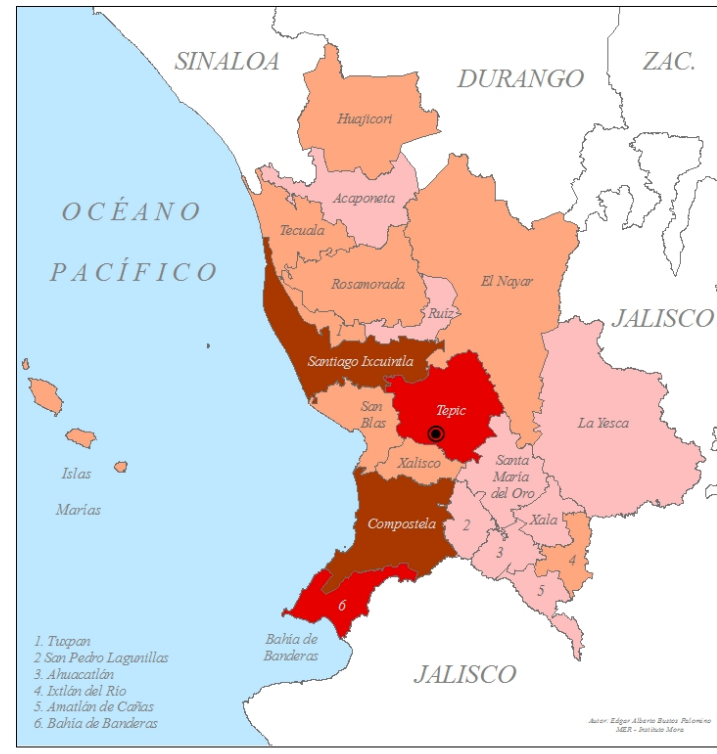 SINALOA
DURANGO
ZAC.
Huajicori
Acaponeta
OCÉANO
PACÍFICO
Tecuala
Rosamorada
El Nayar
Ruíz
JALISCO
1
Santiago Ixcuintla
San
Blas
Tepic
La Yesca
Xalisco
Santa
María
del Oro
Islas
Marías
Compostela
2
Xala
3
4
5
6
Bahía de
Banderas
JALISCO
1. Tuxpan
2 San Pedro Lagunillas
3. Ahuacatlán
4. Ixtlán del Río
5. Amatlán de Cañas
6. Bahía de Banderas
Autor: Edgar Alberto Bustos Palomino
MER - Instituto Mora